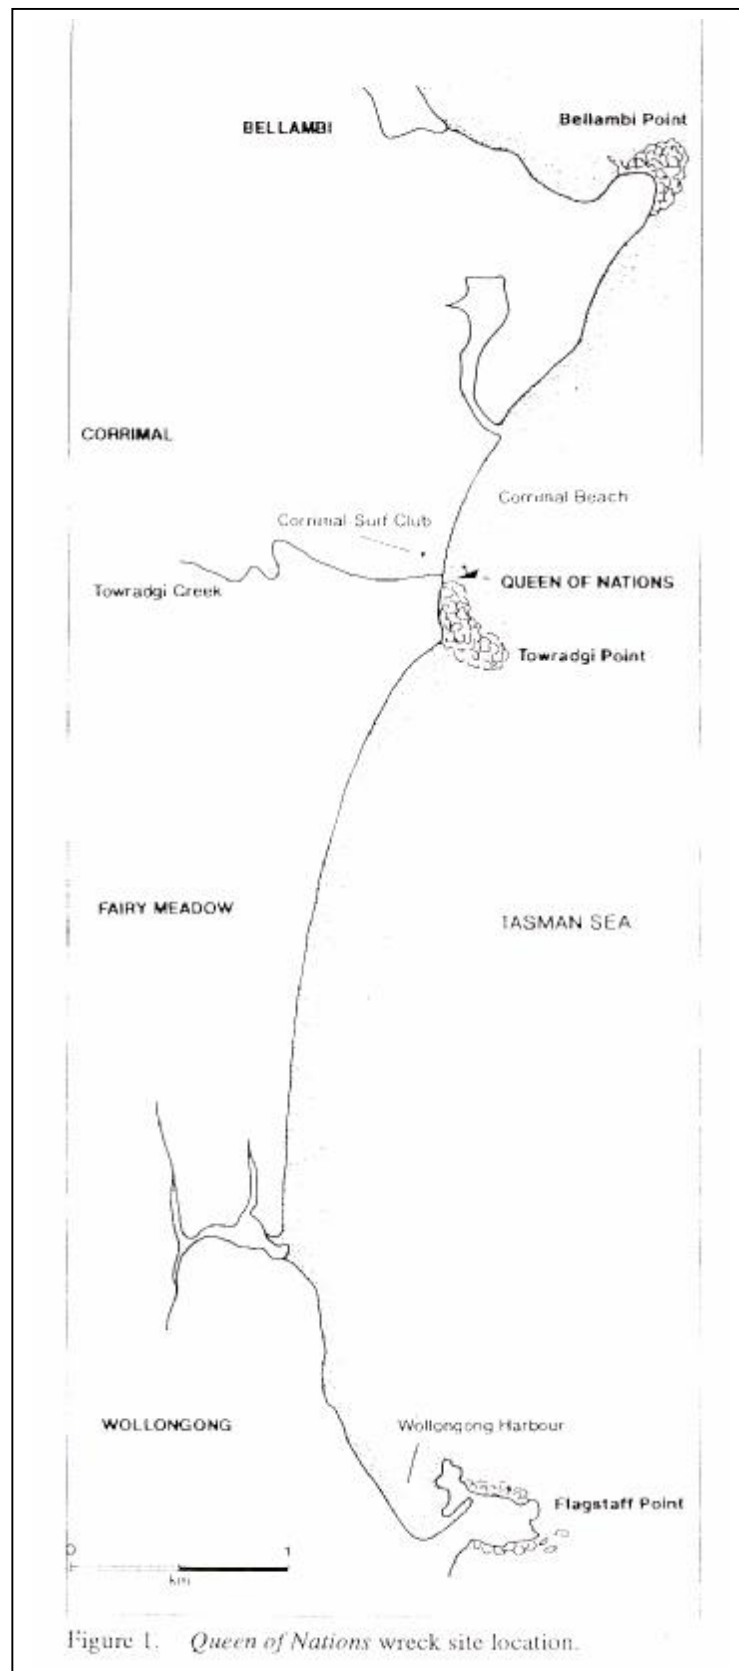 BELLAMBI
Bellambi Point
CORRIMAL
Corrimal Beach
Corrimal Surf Club
Towradgi Creek
QUEEN OF NATIONS
Towradgi Point
FAIRY MEADOW
TASMAN SEA
WOLLONGONG
Wollongong Harbour
Flagstaff Point
0 1
km
Figure 1. Queen of Nations wreck site location.